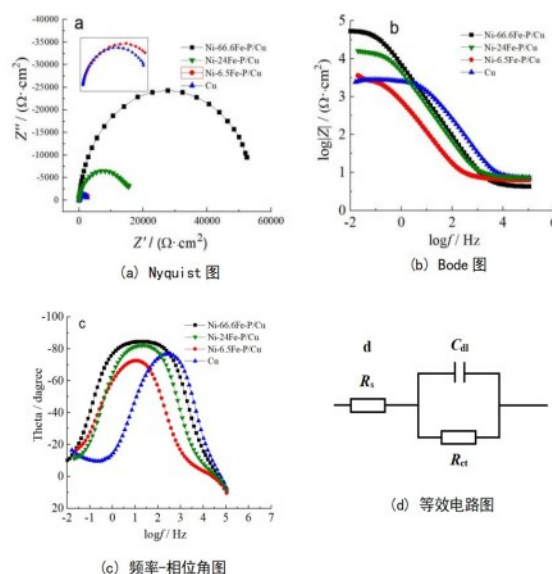 a
Ni-66.6Fe-P/Cu
Ni-24Fe-P/Cu
Ni-6.5Fe-P/Cu
Cu
-40000
-35000
-30000
-25000
-20000
-15000
-10000
-5000
0
0 20000 40000 60000
Z″ / (Ω·cm²)
Z′ / (Ω·cm²)
(a) Nyquist 图
b
Ni-66.6Fe-P/Cu
Ni-24Fe-P/Cu
Ni-6.5Fe-P/Cu
Cu
5
4
3
2
1
0
-2 0 2 4 6
log|Z| / (Ω·cm²)
logf / Hz
(b) Bode 图
c
Ni-66.6Fe-P/Cu
Ni-24Fe-P/Cu
Ni-6.5Fe-P/Cu
Cu
-100
-80
-60
-40
-20
0
20
-2 -1 0 1 2 3 4 5 6 7
Theta / dagree
logf / Hz
(c) 频率-相位角图
d
Rs
Cdl
Rct
(d) 等效电路图